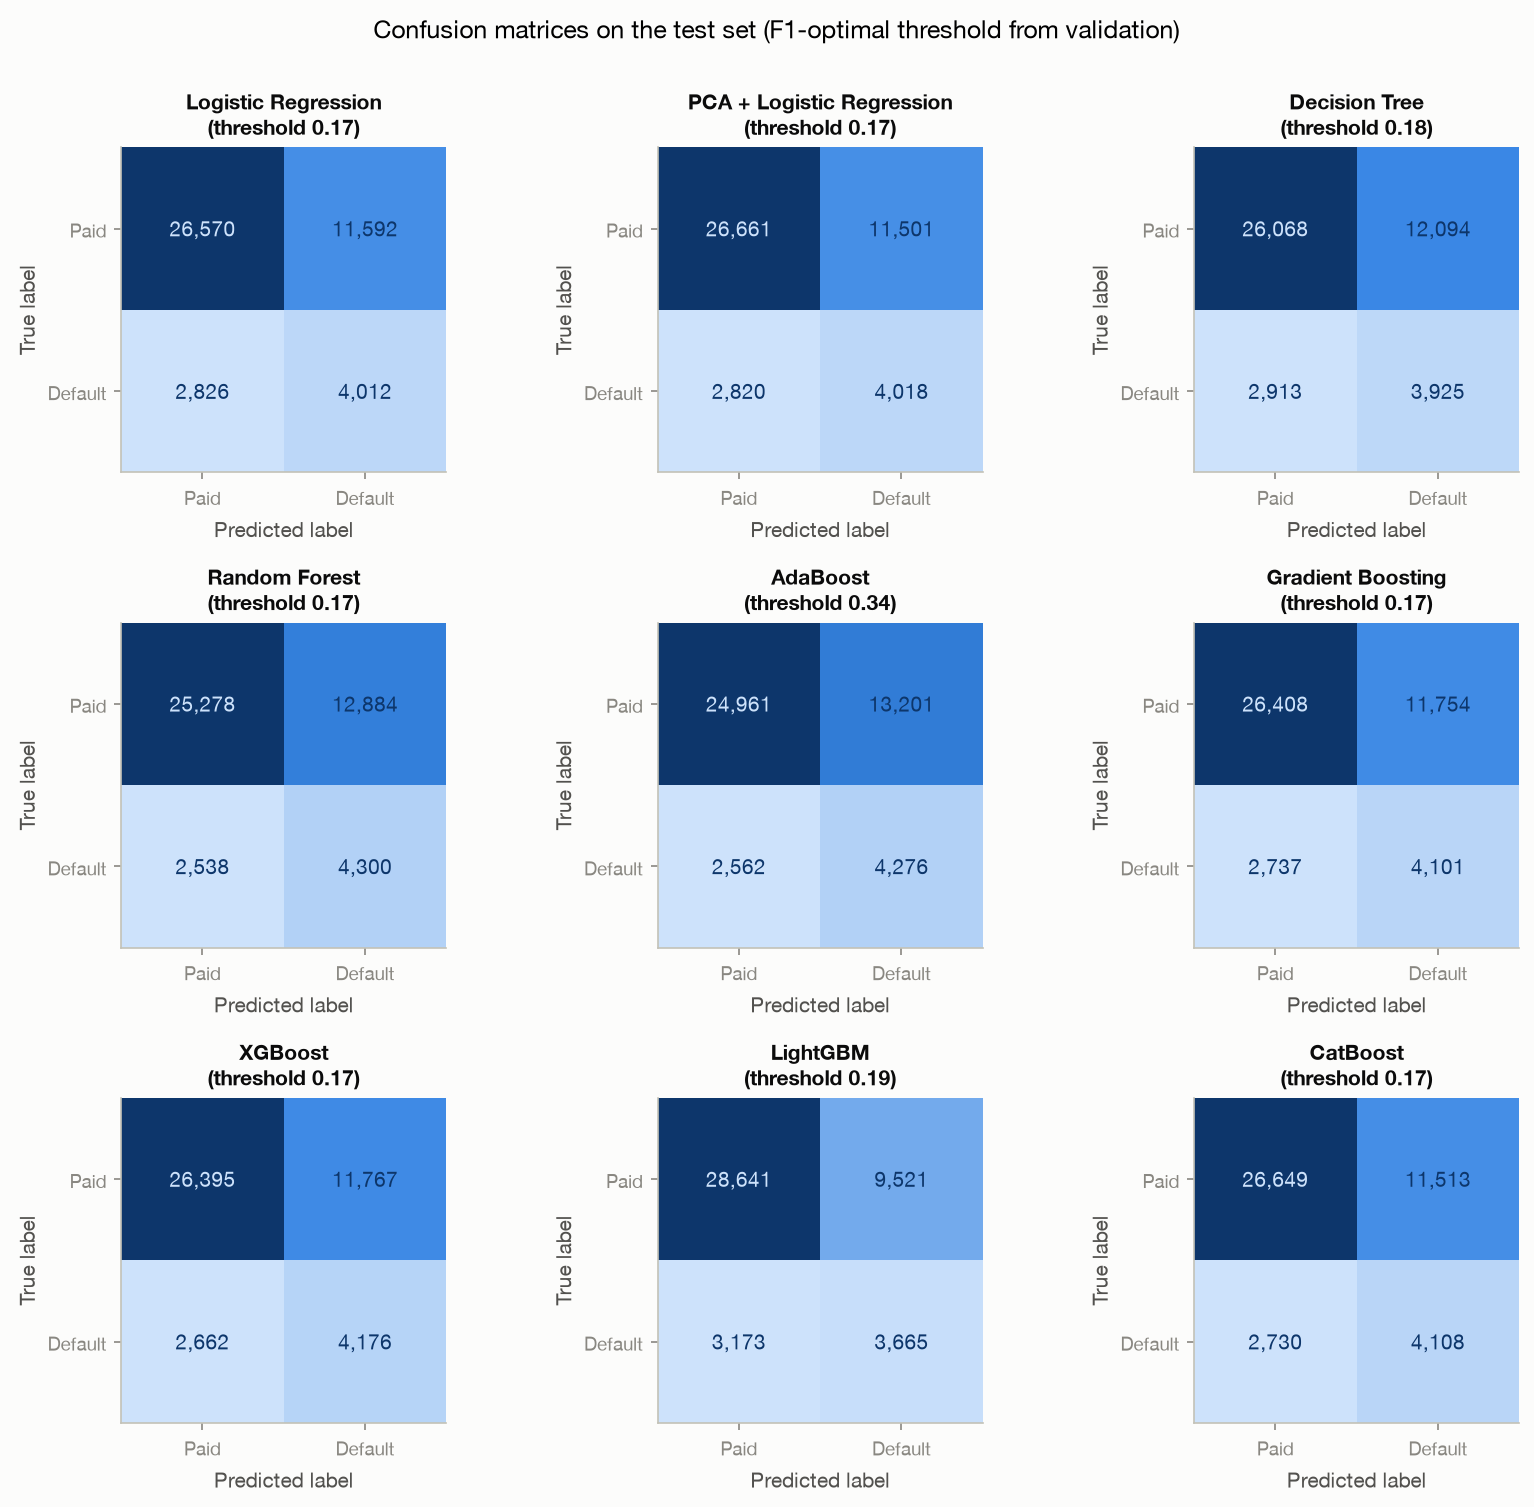 Confusion matrices on the test set (F1-optimal threshold from validation)
Logistic Regression
(threshold 0.17)
True label
Paid
26,570
11,592
Default
2,826
4,012
Paid
Default
Predicted label
PCA + Logistic Regression
(threshold 0.17)
True label
Paid
26,661
11,501
Default
2,820
4,018
Paid
Default
Predicted label
Decision Tree
(threshold 0.18)
True label
Paid
26,068
12,094
Default
2,913
3,925
Paid
Default
Predicted label
Random Forest
(threshold 0.17)
True label
Paid
25,278
12,884
Default
2,538
4,300
Paid
Default
Predicted label
AdaBoost
(threshold 0.34)
True label
Paid
24,961
13,201
Default
2,562
4,276
Paid
Default
Predicted label
Gradient Boosting
(threshold 0.17)
True label
Paid
26,408
11,754
Default
2,737
4,101
Paid
Default
Predicted label
XGBoost
(threshold 0.17)
True label
Paid
26,395
11,767
Default
2,662
4,176
Paid
Default
Predicted label
LightGBM
(threshold 0.19)
True label
Paid
28,641
9,521
Default
3,173
3,665
Paid
Default
Predicted label
CatBoost
(threshold 0.17)
True label
Paid
26,649
11,513
Default
2,730
4,108
Paid
Default
Predicted label